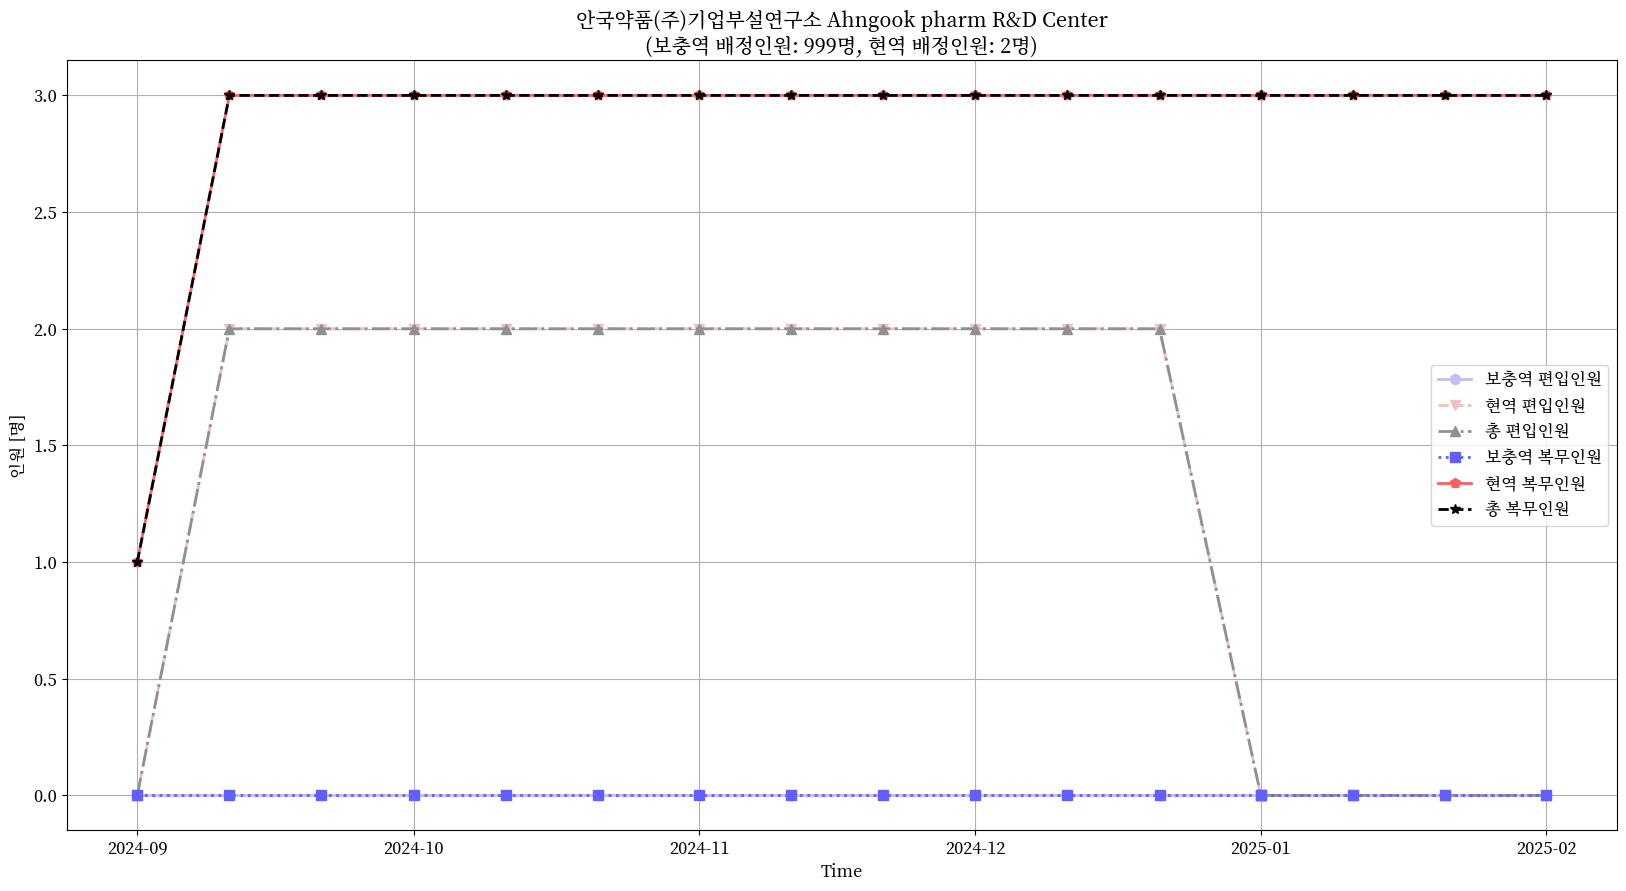 안국약품(주)기업부설연구소 Ahngook pharm R&D Center
(보충역 배정인원: 999명, 현역 배정인원: 2명)
인원 [명]
3.0
2.5
2.0
1.5
1.0
0.5
0.0
보충역 편입인원
현역 편입인원
총 편입인원
보충역 복무인원
현역 복무인원
총 복무인원
2024-09
2024-10
2024-11
2024-12
2025-01
2025-02
Time